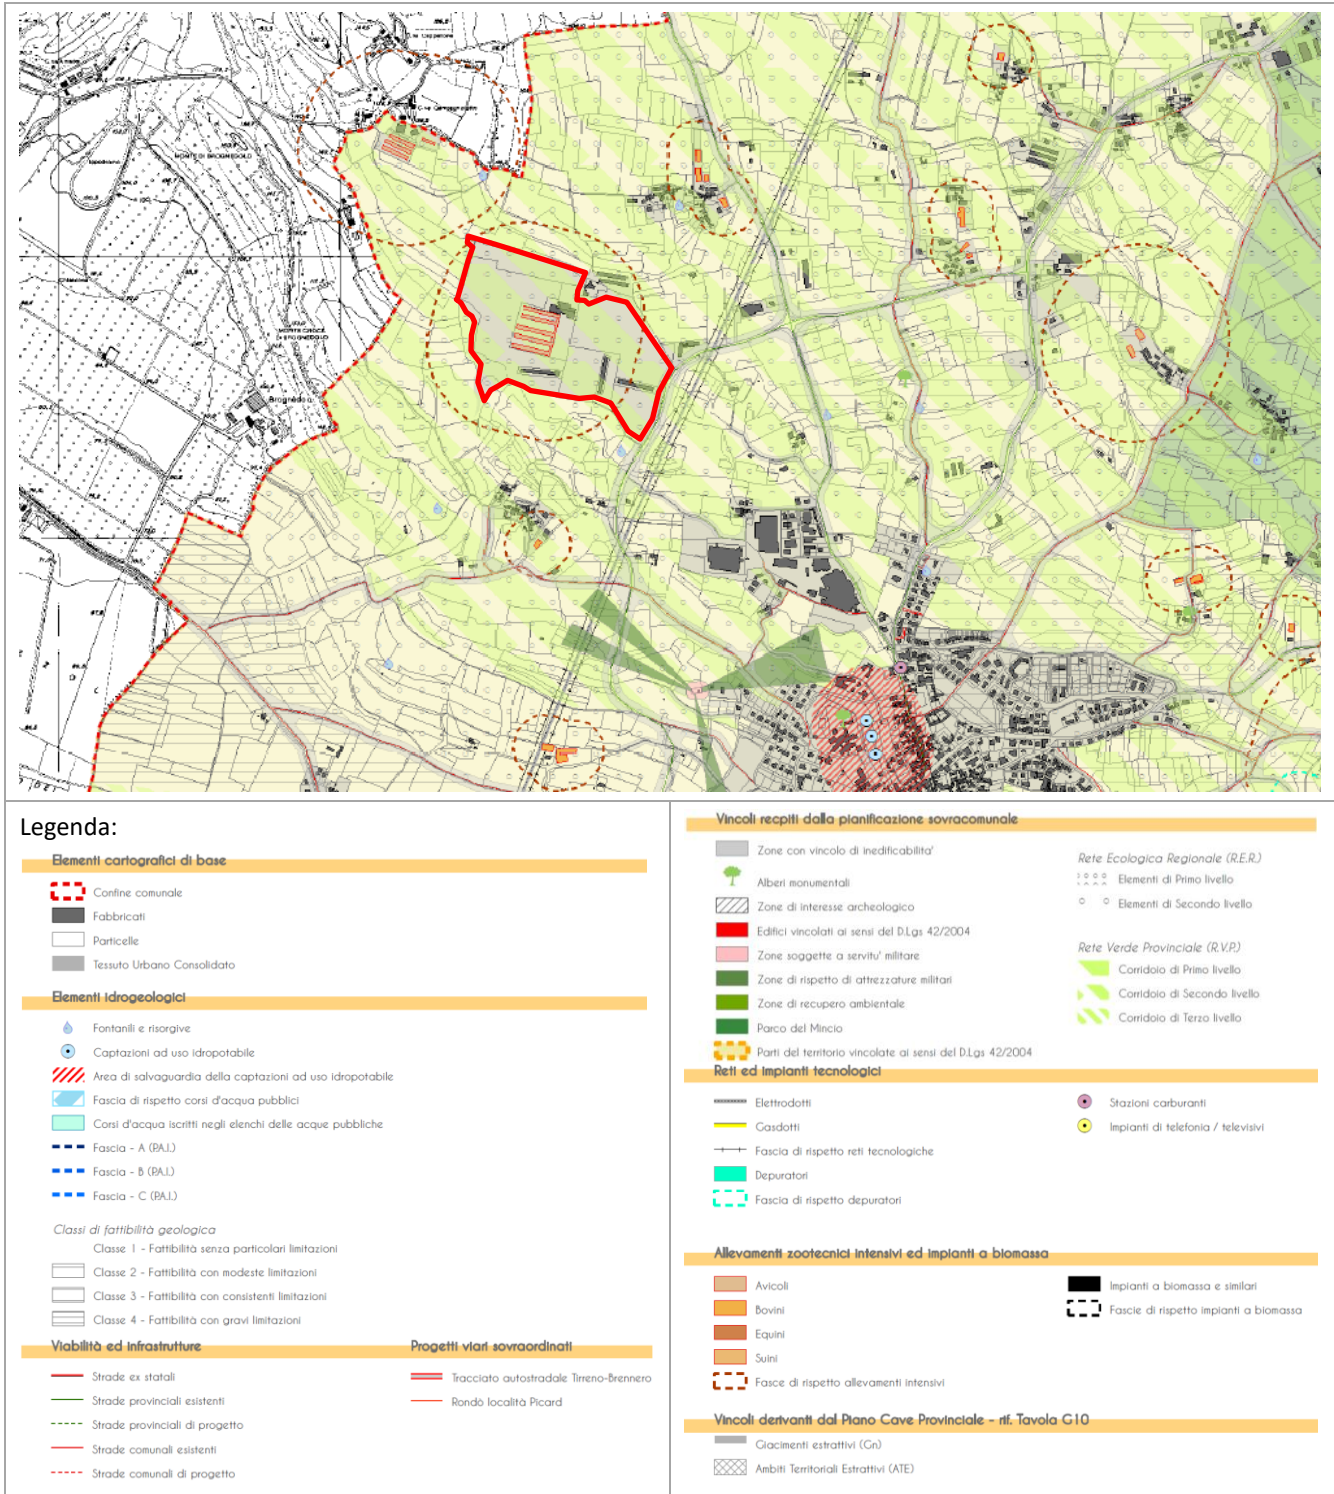 MONTE DI BROGNEDOLO
MONTE CROCE
DI BROGNEDOLO
Brognedolo
Legenda:
Elementi cartografici di base
Confine comunale
Fabbricati
Particelle
Tessuto Urbano Consolidato
Elementi idrogeologici
Fontanili e risorgive
Captazioni ad uso idropotabile
Area di salvaguardia della captazioni ad uso idropotabile
Fascia di rispetto corsi d'acqua pubblici
Corsi d'acqua iscritti negli elenchi delle acque pubbliche
Fascia - A (P.A.I.)
Fascia - B (P.A.I.)
Fascia - C (P.A.I.)
Classi di fattibilità geologica
Classe 1 - Fattibilità senza particolari limitazioni
Classe 2 - Fattibilità con modeste limitazioni
Classe 3 - Fattibilità con consistenti limitazioni
Classe 4 - Fattibilità con gravi limitazioni
Viabilità ed infrastrutture
Strade ex statali
Strade provinciali esistenti
Strade provinciali di progetto
Strade comunali esistenti
Strade comunali di progetto
Progetti viari sovraordinati
Tracciato autostradale Tirreno-Brennero
Rondò località Picard
Vincoli recpiti dalla pianificazione sovracomunale
Zone con vincolo di inedificabilita'
Alberi monumentali
Zone di interesse archeologico
Edifici vincolati ai sensi del D.Lgs 42/2004
Zone soggette a servitu' militare
Zone di rispetto di attrezzature militari
Zone di recupero ambientale
Parco del Mincio
Parti del territorio vincolate ai sensi del D.Lgs 42/2004
Rete Ecologica Regionale (R.E.R.)
Elementi di Primo livello
Elementi di Secondo livello
Rete Verde Provinciale (R.V.P.)
Corridoio di Primo livello
Corridoio di Secondo livello
Corridoio di Terzo livello
Reti ed impianti tecnologici
Elettrodotti
Gasdotti
Fascia di rispetto reti tecnologiche
Depuratori
Fascia di rispetto depuratori
Stazioni carburanti
Impianti di telefonia / televisivi
Allevamenti zootecnici intensivi ed impianti a biomassa
Avicoli
Bovini
Equini
Suini
Fasce di rispetto allevamenti intensivi
Impianti a biomassa e similari
Fascie di rispetto impianti a biomassa
Vincoli derivanti dal Piano Cave Provinciale - rif. Tavola G10
Giacimenti estrattivi (Gn)
Ambiti Territoriali Estrattivi (ATE)